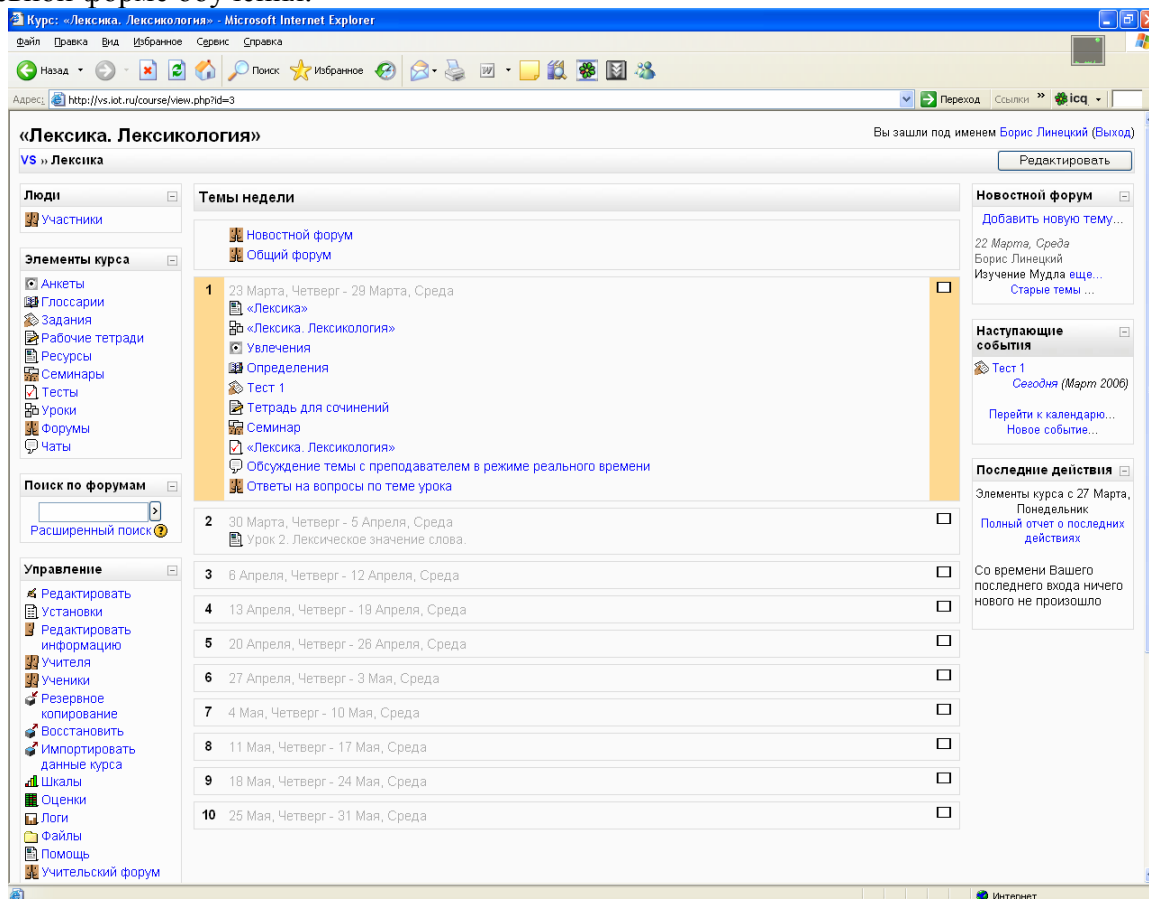 форме обучения.
Курс: «Лексика. Лексикология» - Microsoft Internet Explorer
Файл Правка Вид Избранное Сервис Справка
Назад Поиск Избранное
Адрес: http://vs.iot.ru/course/view.php?id=3 Переход Ссылки » icq
«Лексика. Лексикология»
Вы зашли под именем Борис Линецкий (Выход)
VS » Лексика
Редактировать
Люди
Участники
Элементы курса
Анкеты
Глоссарии
Задания
Рабочие тетради
Ресурсы
Семинары
Тесты
Уроки
Форумы
Чаты
Поиск по форумам
Расширенный поиск
Управление
Редактировать
Установки
Редактировать
информацию
Учителя
Ученики
Резервное
копирование
Восстановить
Импортировать
данные курса
Шкалы
Оценки
Логи
Файлы
Помощь
Учительский форум
Темы недели
Новостной форум
Общий форум
1 23 Марта, Четверг - 29 Марта, Среда
«Лексика»
«Лексика. Лексикология»
Увлечения
Определения
Тест 1
Тетрадь для сочинений
Семинар
«Лексика. Лексикология»
Обсуждение темы с преподавателем в режиме реального времени
Ответы на вопросы по теме урока
2 30 Марта, Четверг - 5 Апреля, Среда
Урок 2. Лексическое значение слова.
3 6 Апреля, Четверг - 12 Апреля, Среда
4 13 Апреля, Четверг - 19 Апреля, Среда
5 20 Апреля, Четверг - 26 Апреля, Среда
6 27 Апреля, Четверг - 3 Мая, Среда
7 4 Мая, Четверг - 10 Мая, Среда
8 11 Мая, Четверг - 17 Мая, Среда
9 18 Мая, Четверг - 24 Мая, Среда
10 25 Мая, Четверг - 31 Мая, Среда
Новостной форум
Добавить новую тему...
22 Марта, Среда
Борис Линецкий
Изучение Мудла еще...
Старые темы ...
Наступающие
события
Тест 1
Сегодня (Март 2006)
Перейти к календарю...
Новое событие...
Последние действия
Элементы курса с 27 Марта,
Понедельник
Полный отчет о последних
действиях
Со времени Вашего
последнего входа ничего
нового не произошло
Интернет